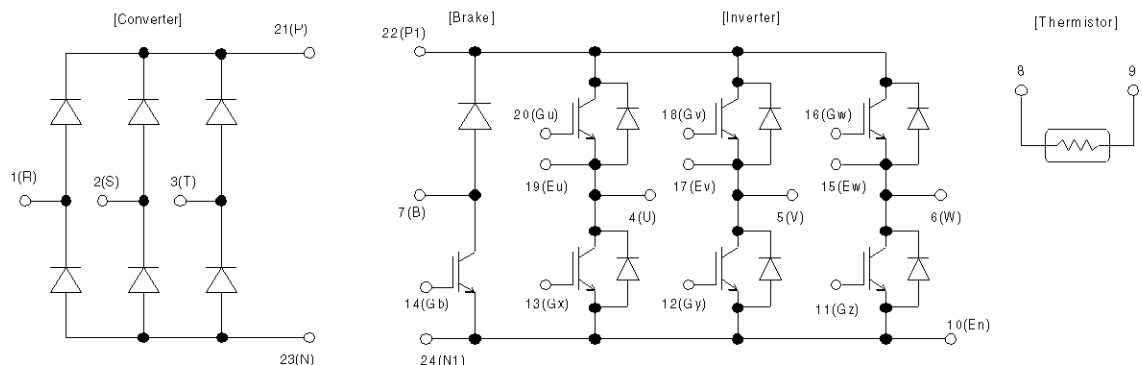 [Converter]
[Brake]
[Inverter]
[Thermistor]
21(P)
22(P1)
8
9
20(Gu)
18(Gv)
16(Gw)
1(R)
2(S)
3(T)
19(Eu)
17(Ev)
15(Ew)
7(B)
4(U)
5(V)
6(W)
14(Gb)
13(Gx)
12(Gy)
11(Gz)
10(En)
23(N)
24(N1)